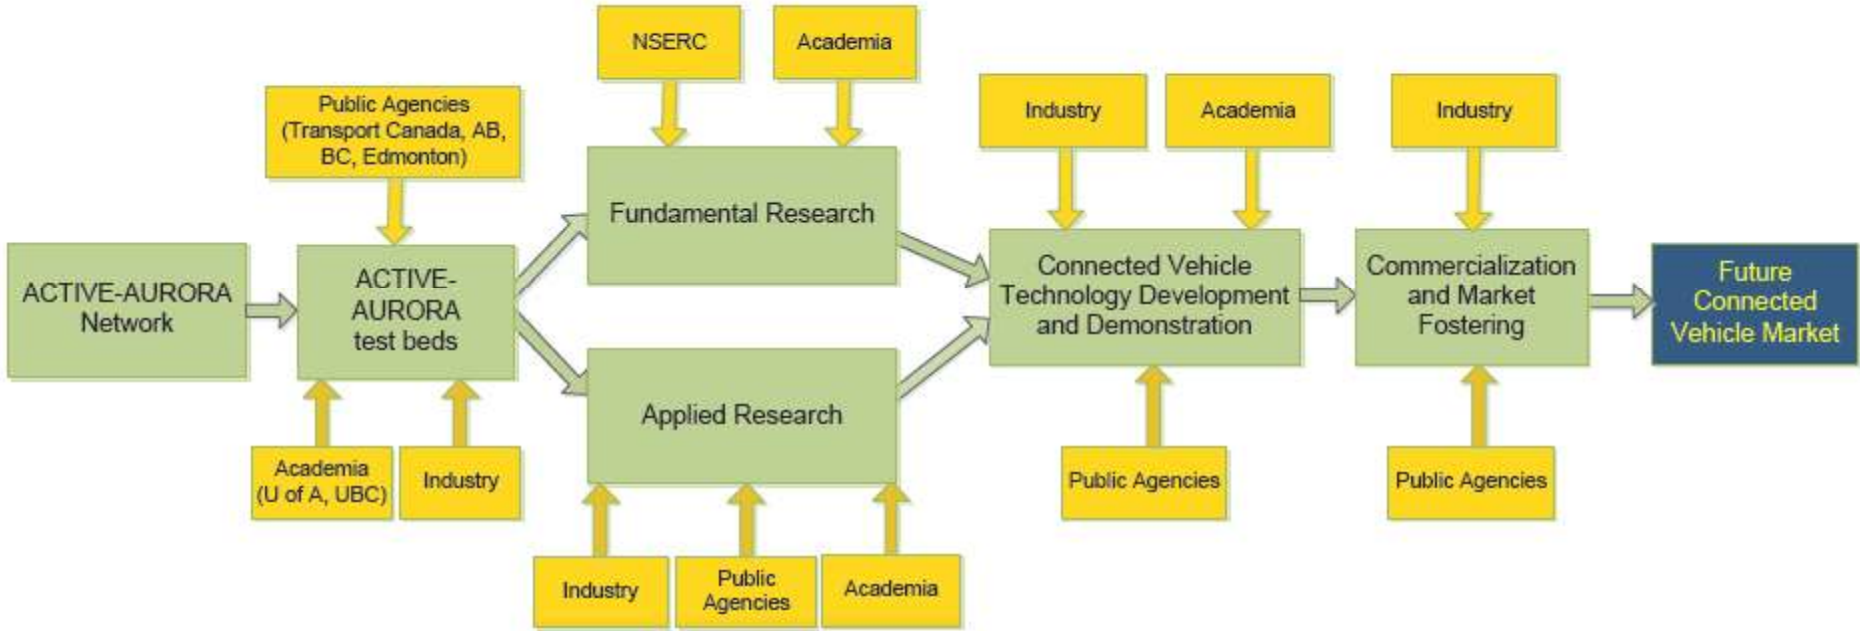 NSERC
Academia
Public Agencies
(Transport Canada, AB,
BC, Edmonton)
Industry
Academia
Industry
Fundamental Research
ACTIVE-AURORA
Network
ACTIVE-
AURORA
test beds
Connected Vehicle
Technology Development
and Demonstration
Commercialization
and Market
Fostering
Future
Connected
Vehicle Market
Applied Research
Academia
(U of A, UBC)
Industry
Public Agencies
Public Agencies
Industry
Public
Agencies
Academia